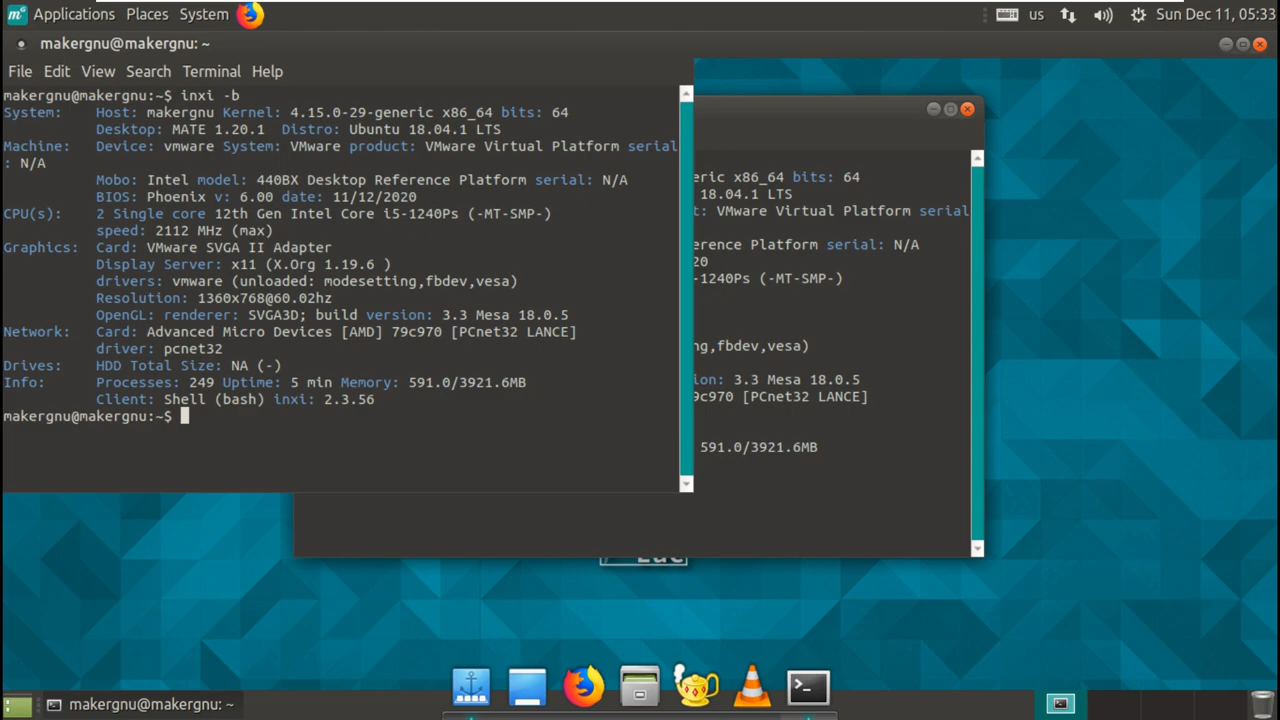 Applications Places System
us Sun Dec 11, 05:33
makergnu@makergnu: ~
File Edit View Search Terminal Help
makergnu@makergnu:~$ inxi -b
System: Host: makergnu Kernel: 4.15.0-29-generic x86_64 bits: 64
Desktop: MATE 1.20.1 Distro: Ubuntu 18.04.1 LTS
Machine: Device: vmware System: VMware product: VMware Virtual Platform serial
: N/A
Mobo: Intel model: 440BX Desktop Reference Platform serial: N/A
BIOS: Phoenix v: 6.00 date: 11/12/2020
CPU(s): 2 Single core 12th Gen Intel Core i5-1240Ps (-MT-SMP-)
speed: 2112 MHz (max)
Graphics: Card: VMware SVGA II Adapter
Display Server: x11 (X.Org 1.19.6 )
drivers: vmware (unloaded: modesetting,fbdev,vesa)
Resolution: 1360x768@60.02hz
OpenGL: renderer: SVGA3D; build version: 3.3 Mesa 18.0.5
Network: Card: Advanced Micro Devices [AMD] 79c970 [PCnet32 LANCE]
driver: pcnet32
Drives: HDD Total Size: NA (-)
Info: Processes: 249 Uptime: 5 min Memory: 591.0/3921.6MB
Client: Shell (bash) inxi: 2.3.56
makergnu@makergnu:~$
eric x86_64 bits: 64
18.04.1 LTS
t: VMware Virtual Platform serial
erence Platform serial: N/A
20
-1240Ps (-MT-SMP-)
ng,fbdev,vesa)
ion: 3.3 Mesa 18.0.5
9c970 [PCnet32 LANCE]
591.0/3921.6MB
makergnu@makergnu: ~